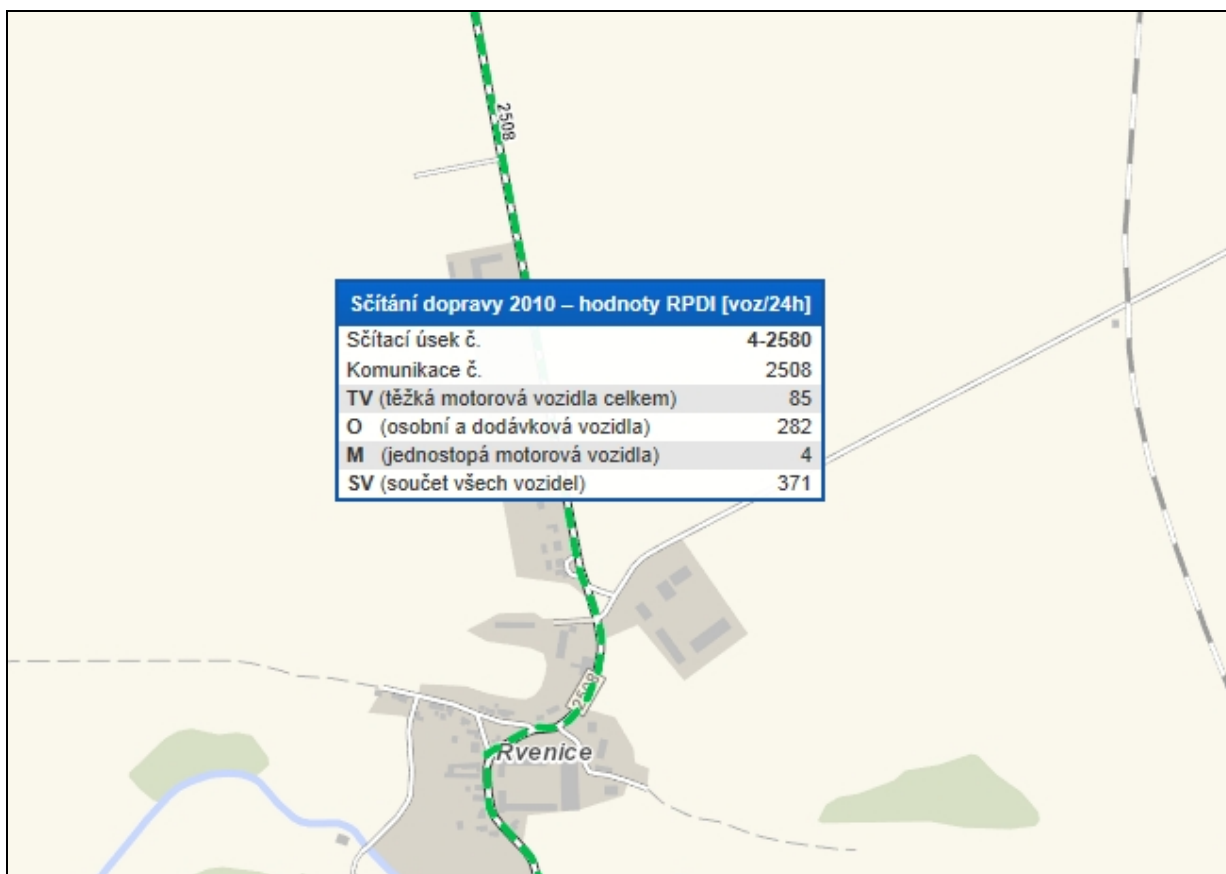 2508
Sčítání dopravy 2010 – hodnoty RPDI [voz/24h]
Sčítací úsek č. 4-2580
Komunikace č. 2508
TV (těžká motorová vozidla celkem) 85
O (osobní a dodávková vozidla) 282
M (jednostopá motorová vozidla) 4
SV (součet všech vozidel) 371
2508
Rvenice